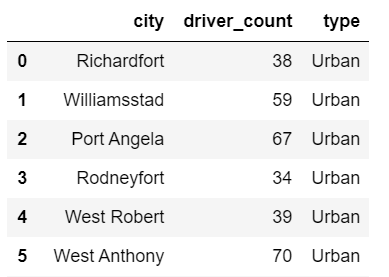 city driver_count type
0 Richardfort 38 Urban
1 Williamsstad 59 Urban
2 Port Angela 67 Urban
3 Rodneyfort 34 Urban
4 West Robert 39 Urban
5 West Anthony 70 Urban